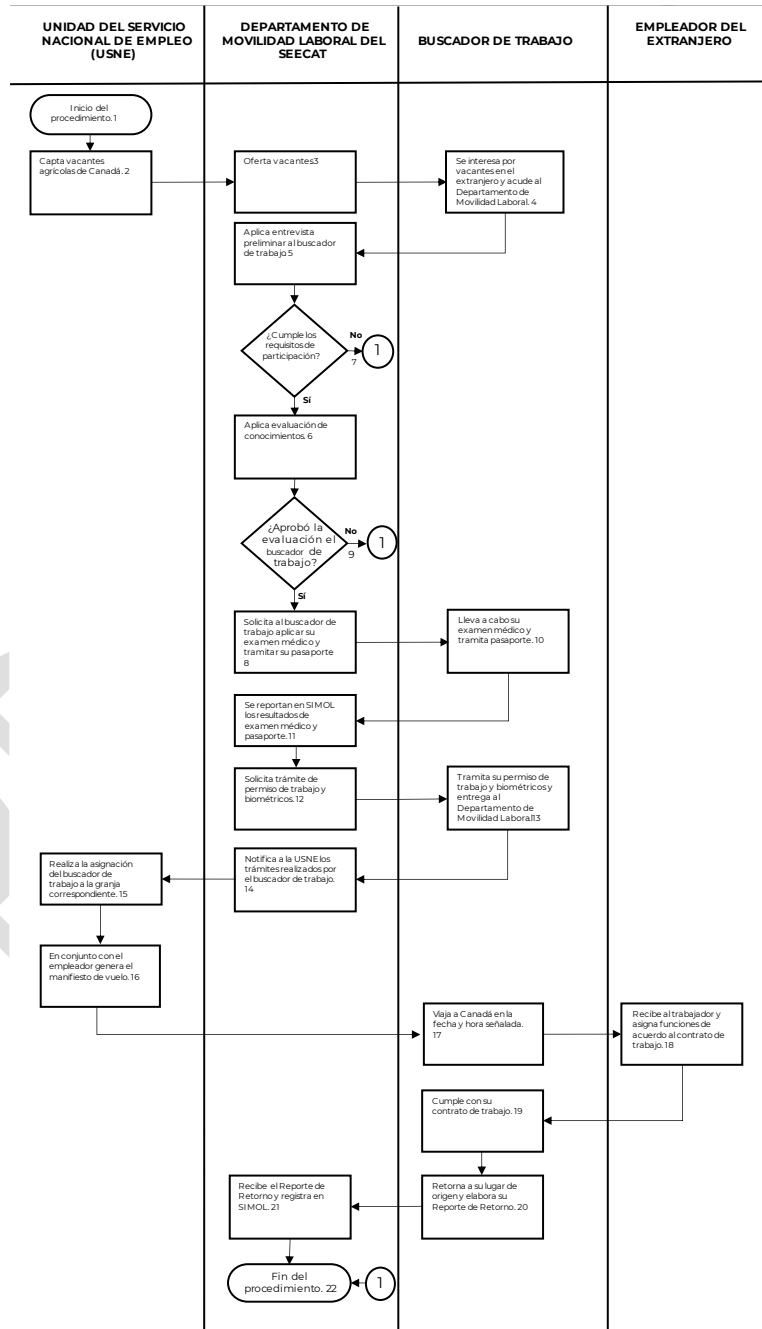 UNIDAD DEL SERVICIO
NACIONAL DE EMPLEO
(USNE)
DEPARTAMENTO DE
MOVILIDAD LABORAL DEL
SEECAT
BUSCADOR DE TRABAJO
EMPLEADOR DEL
EXTRANJERO
Inicio del
procedimiento. 1
Capta vacantes
agrícolas de Canadá. 2
Oferta vacantes3
Se interesa por
vacantes en el
extranjero y acude al
Departamento de
Movilidad Laboral. 4
Aplica entrevista
preliminar al buscador
de trabajo.5
¿Cumple los
requisitos de
participación?
No
7
1
Sí
Aplica evaluación de
conocimientos. 6
¿Aprobó la
evaluación el
buscador de
trabajo?
No
9
1
Sí
Solicita al buscador de
trabajo aplicar su
examen médico y
tramitar su pasaporte
8
Lleva a cabo su
examen médico y
tramita pasaporte. 10
Se reportan en SIMOL
los resultados de
examen médico y
pasaporte. 11
Solicita trámite de
permiso de trabajo y
biométricos. 12
Tramita su permiso de
trabajo y biométricos y
entrega al
Departamento de
Movilidad Laboral.13
Notifica a la USNE los
trámites realizados por
el buscador de trabajo.
14
Realiza la asignación
del buscador de
trabajo a la granja
correspondiente. 15
En conjunto con el
empleador genera el
manifiesto de vuelo. 16
Viaja a Canadá en la
fecha y hora señalada.
17
Recibe al trabajador y
asigna funciones de
acuerdo al contrato de
trabajo. 18
Cumple con su
contrato de trabajo. 19
Retorna a su lugar de
origen y elabora su
Reporte de Retorno. 20
Recibe el Reporte de
Retorno y registra en
SIMOL. 21
Fin del
procedimiento. 22
1